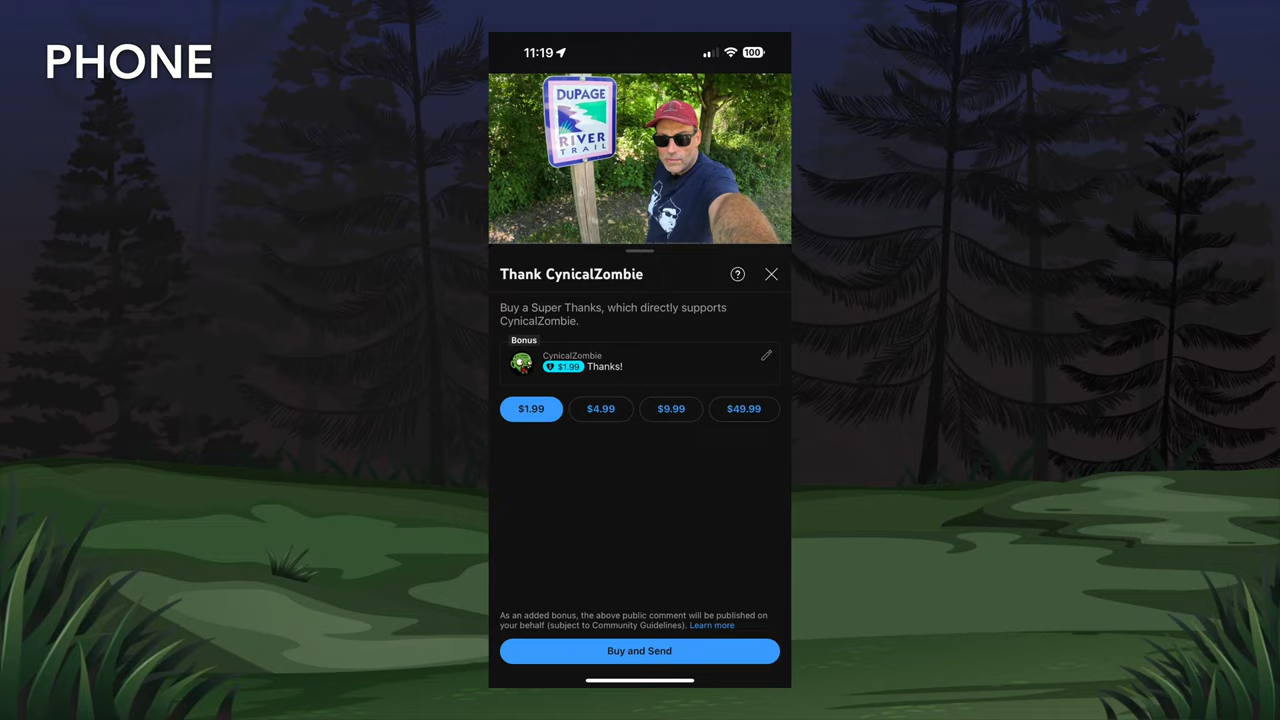 PHONE
11:19
100
DUPAGE
RIVER
TRAIL
Thank CynicalZombie
Buy a Super Thanks, which directly supports
CynicalZombie.
Bonus
CynicalZombie
$1.99 Thanks!
$1.99 $4.99 $9.99 $49.99
As an added bonus, the above public comment will be published on
your behalf (subject to Community Guidelines). Learn more
Buy and Send